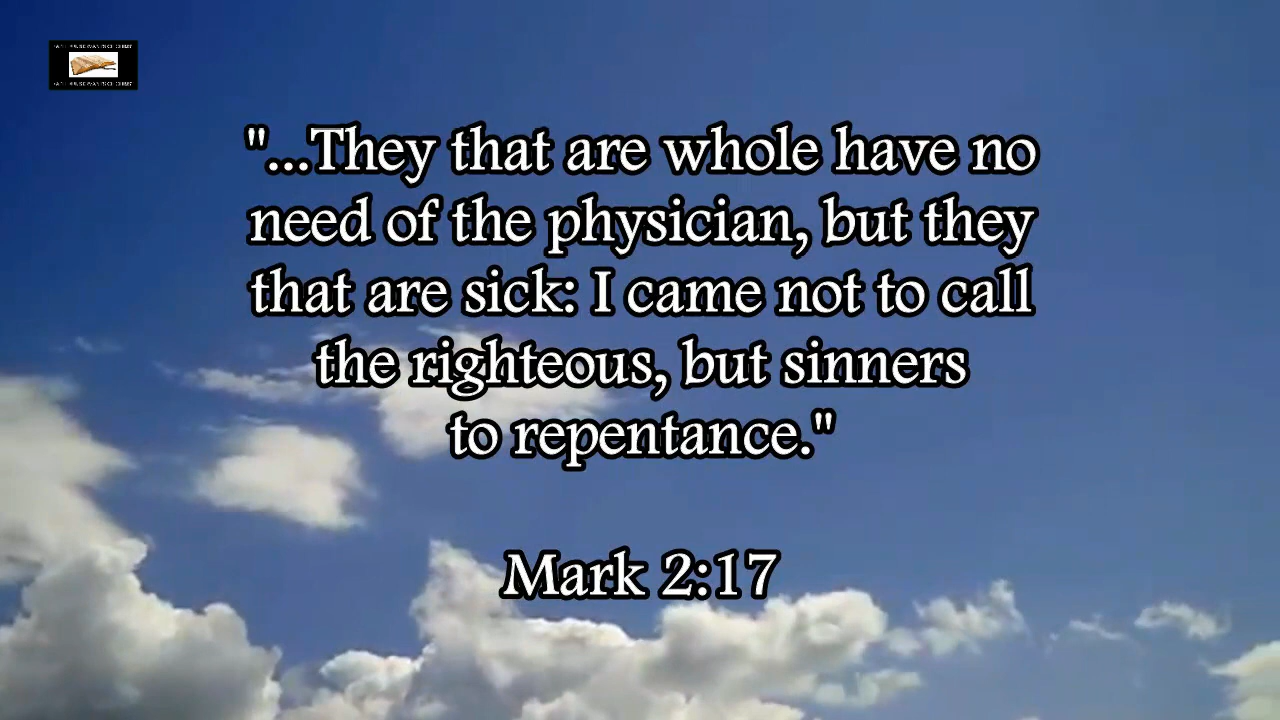 "...They that are whole have no
need of the physician, but they
that are sick: I came not to call
the righteous, but sinners
to repentance."
Mark 2:17